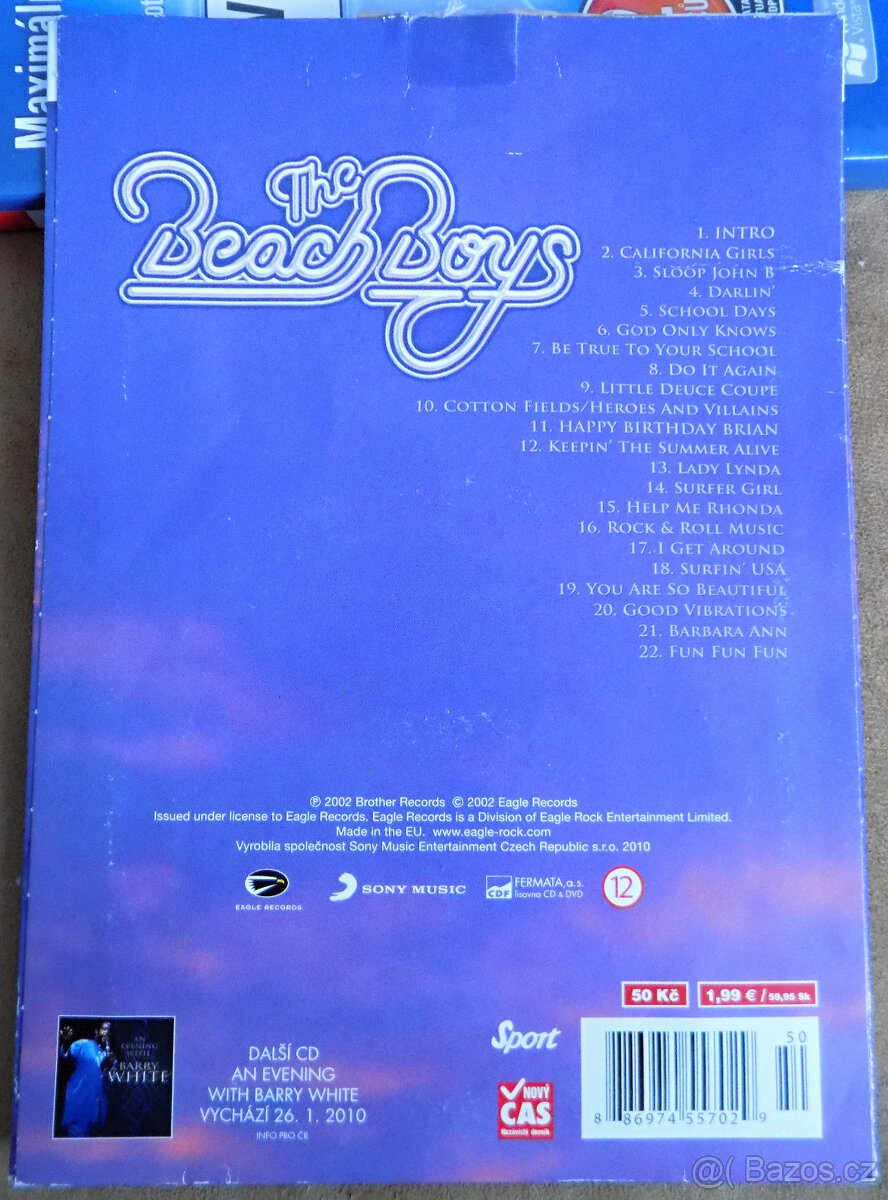 Maximáln
Vista
The
Beach Boys
1. INTRO
2. CALIFORNIA GIRLS
3. SLOOP JOHN B
4. DARLIN'
5. SCHOOL DAYS
6. GOD ONLY KNOWS
7. BE TRUE TO YOUR SCHOOL
8. DO IT AGAIN
9. LITTLE DEUCE COUPE
10. COTTON FIELDS/HEROES AND VILLAINS
11. HAPPY BIRTHDAY BRIAN
12. KEEPIN' THE SUMMER ALIVE
13. LADY LYNDA
14. SURFER GIRL
15. HELP ME RHONDA
16. ROCK & ROLL MUSIC
17. I GET AROUND
18. SURFIN' USA
19. YOU ARE SO BEAUTIFUL
20. GOOD VIBRATIONS
21. BARBARA ANN
22. FUN FUN FUN
℗ 2002 Brother Records © 2002 Eagle Records
Issued under license to Eagle Records. Eagle Records is a Division of Eagle Rock Entertainment Limited.
Made in the EU. www.eagle-rock.com
Vyrobila společnost Sony Music Entertainment Czech Republic s.r.o. 2010
EAGLE RECORDS
SONY MUSIC
CDF
FERMATA, a.s.
lisovna CD & DVD
12
50 Kč
1,99 € / 59,95 Sk
AN
EVENING
WITH
BARRY
WHITE
DALŠÍ CD
AN EVENING
WITH BARRY WHITE
VYCHÁZÍ 26. 1. 2010
INFO PRO ČR
Sport
NOVÝ
ČAS
Nezávislý denník
50
8 86974 55702 9
@( Bazos.cz